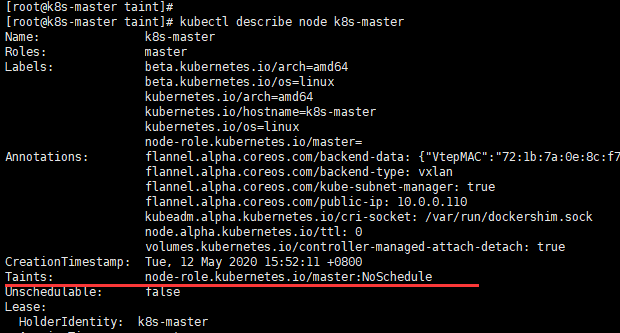 [root@k8s-master taint]#
[root@k8s-master taint]# kubectl describe node k8s-master
Name:               k8s-master
Roles:              master
Labels:             beta.kubernetes.io/arch=amd64
                    beta.kubernetes.io/os=linux
                    kubernetes.io/arch=amd64
                    kubernetes.io/hostname=k8s-master
                    kubernetes.io/os=linux
                    node-role.kubernetes.io/master=
Annotations:        flannel.alpha.coreos.com/backend-data: {"VtepMAC":"72:1b:7a:0e:8c:f7
                    flannel.alpha.coreos.com/backend-type: vxlan
                    flannel.alpha.coreos.com/kube-subnet-manager: true
                    flannel.alpha.coreos.com/public-ip: 10.0.0.110
                    kubeadm.alpha.kubernetes.io/cri-socket: /var/run/dockershim.sock
                    node.alpha.kubernetes.io/ttl: 0
                    volumes.kubernetes.io/controller-managed-attach-detach: true
CreationTimestamp:  Tue, 12 May 2020 15:52:11 +0800
Taints:             node-role.kubernetes.io/master:NoSchedule
Unschedulable:      false
Lease:
  HolderIdentity:  k8s-master